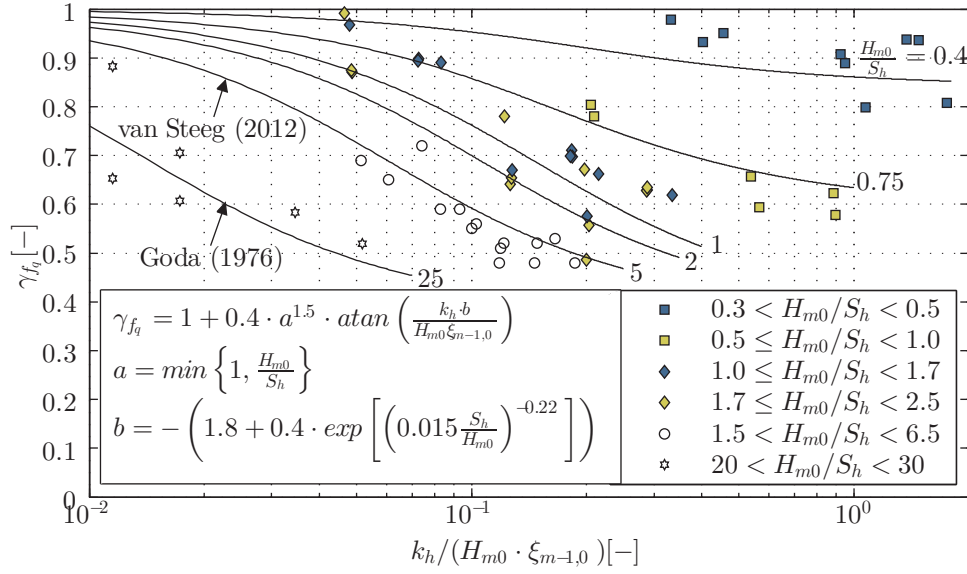 1
0.9
0.8
0.7
0.6
0.5
0.4
0.3
0.2
0.1
0
γ_{f_q}[−]
10^{−2}
10^{−1}
10^{0}
k_h/(H_{m0} · ξ_{m−1,0})[−]
H_{m0}/S_h = 0.4
0.75
1
2
5
25
van Steeg (2012)
Goda (1976)
γ_{f_q} = 1 + 0.4 · a^{1.5} · atan (k_h·b / H_{m0}ξ_{m−1,0})
a = min {1, H_{m0}/S_h}
b = − (1.8 + 0.4 · exp [(0.015 S_h/H_{m0})^{−0.22}])
0.3 < H_{m0}/S_h < 0.5
0.5 ≤ H_{m0}/S_h < 1.0
1.0 ≤ H_{m0}/S_h < 1.7
1.7 ≤ H_{m0}/S_h < 2.5
1.5 < H_{m0}/S_h < 6.5
20 < H_{m0}/S_h < 30